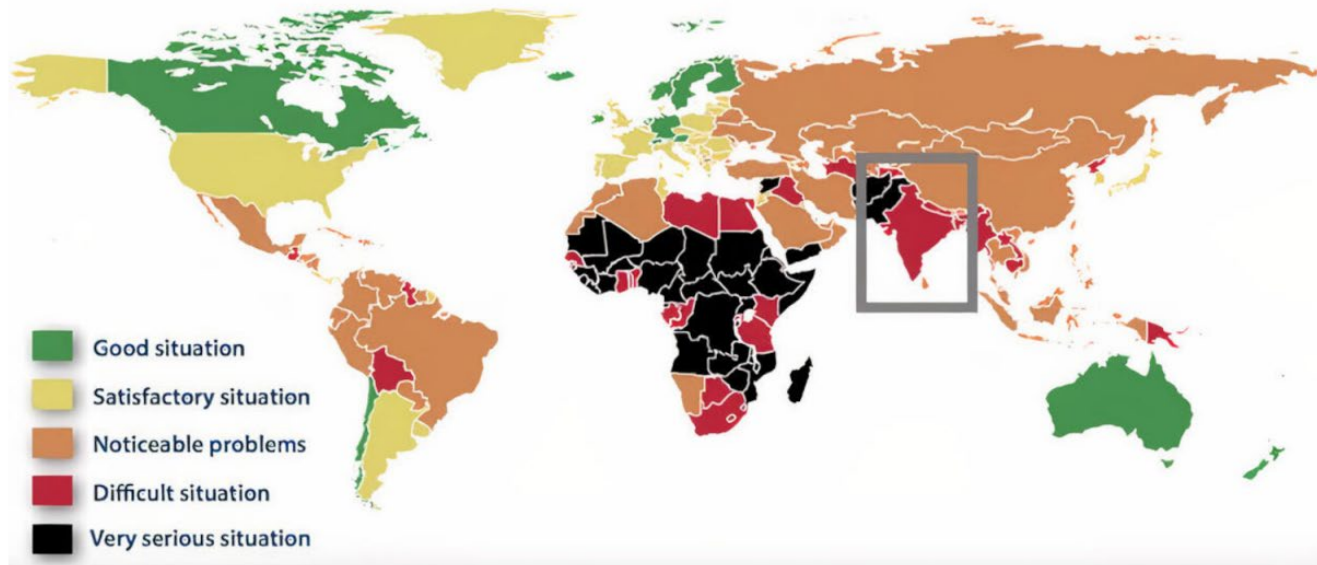 Good situation
Satisfactory situation
Noticeable problems
Difficult situation
Very serious situation